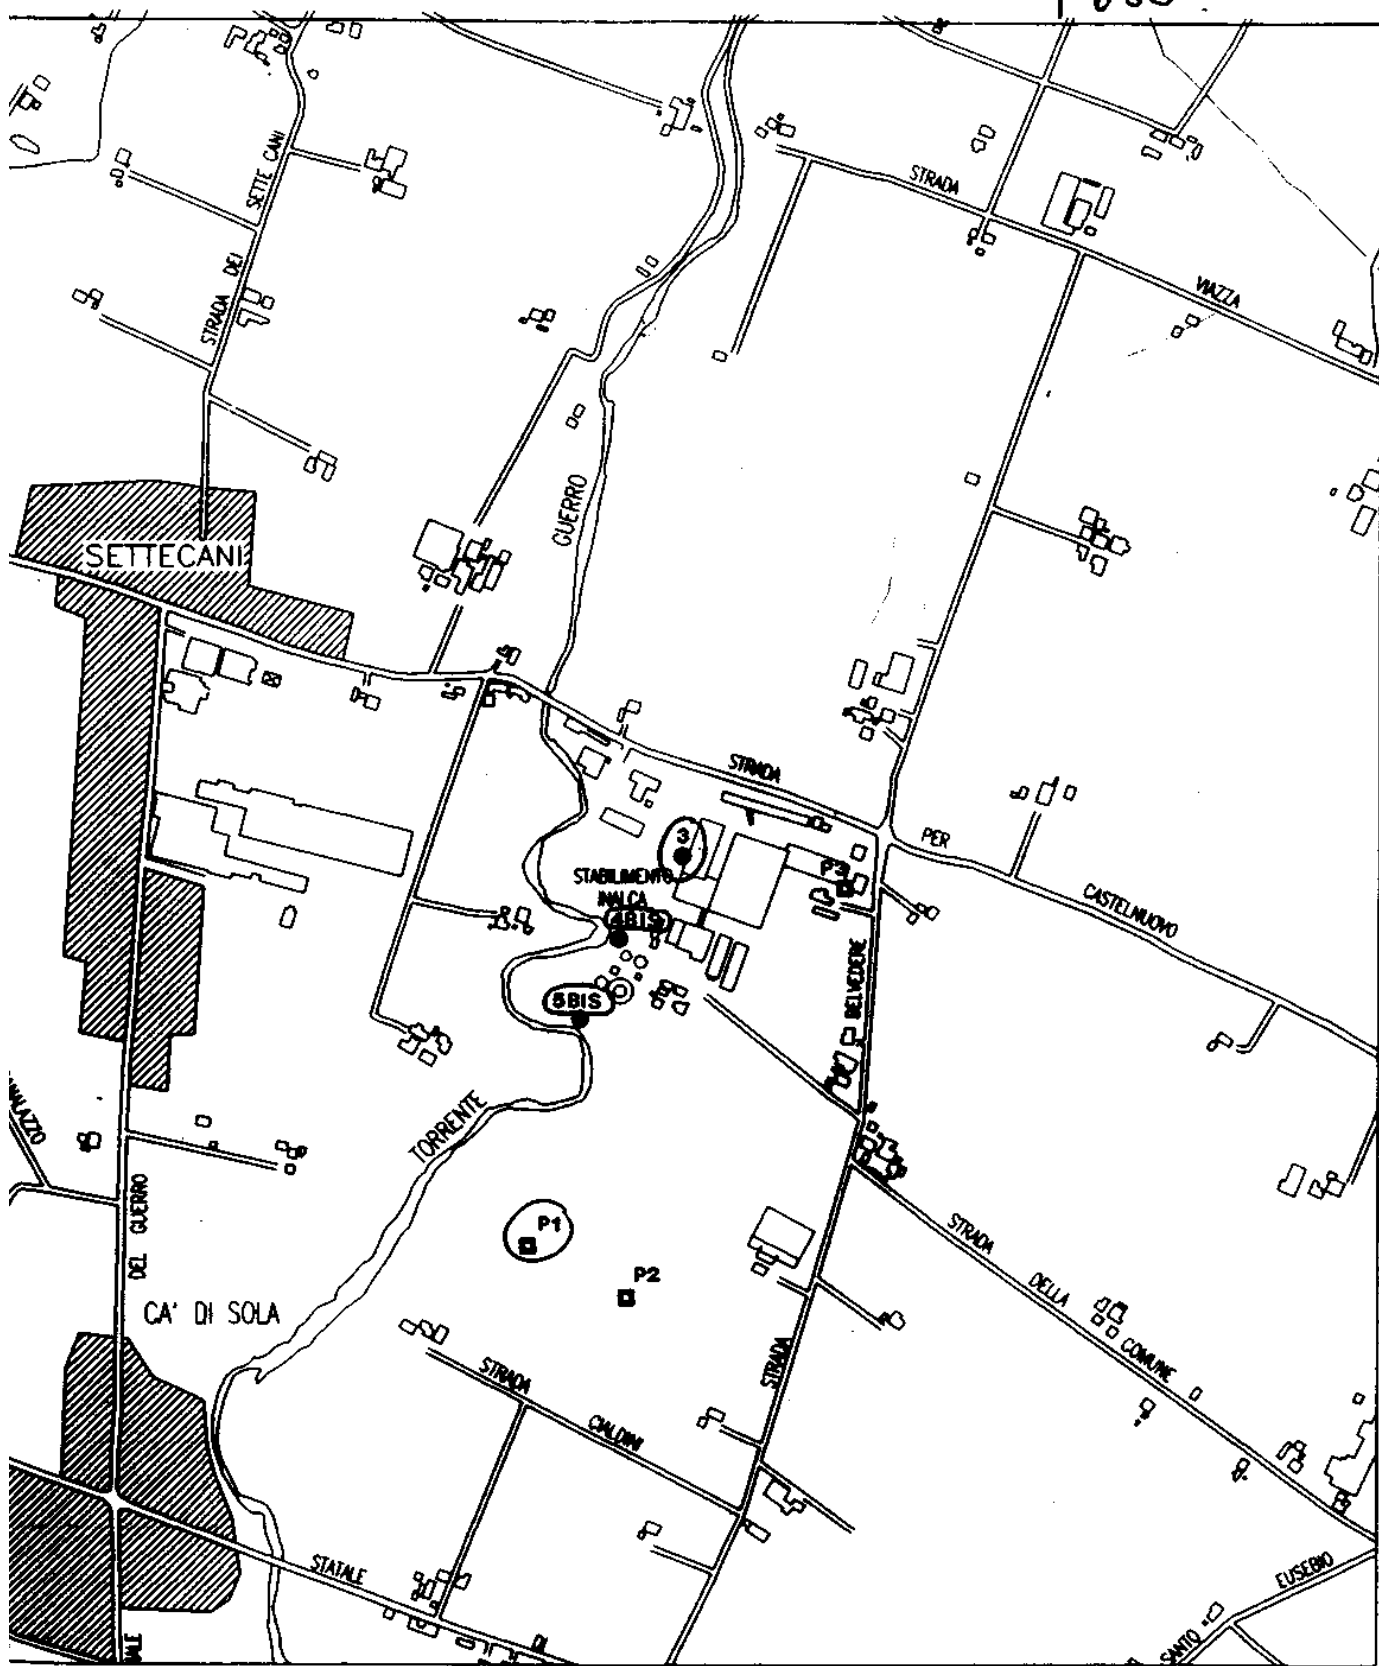 STRADA
VIAZZA
STRADA DEI SETTE CANI
GUERRO
SETTECANI
STRADA
PER
CASTELNUOVO
3
P3
STABILIMENTO
INALCA
4BIS
5BIS
BELVEDERE
TORRENTE
DEL GUERRO
P1
P2
CA' DI SOLA
STRADA
DELLA
COMUNE
STRADA
CIALDINI
STRADA
STATALE
DI
EUSEBIO
SANTO